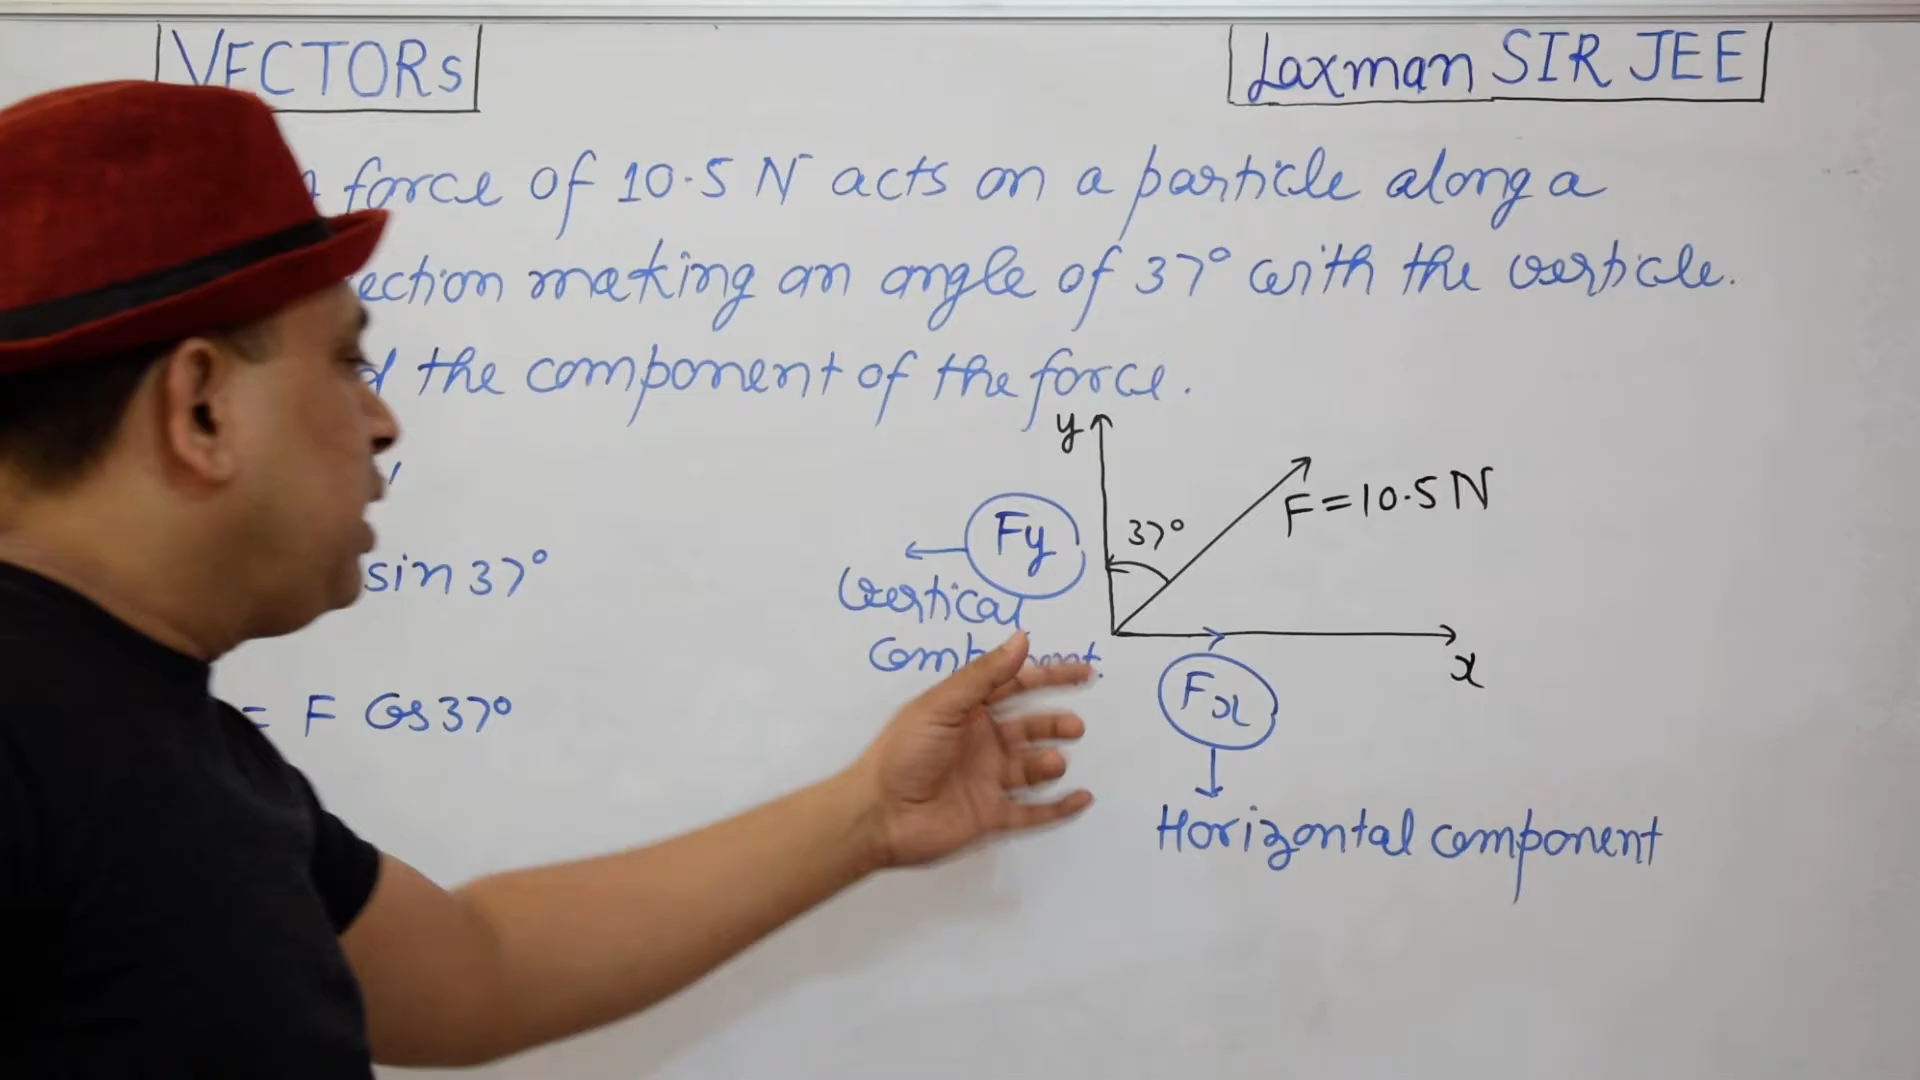 VECTORs
Laxman SIR JEE
force of 10.5 N acts on a particle along a
ection making an angle of 37° with the verticle.
the component of the force.
y
F = 10.5 N
37°
Fy
sin 37°
Vertical
x
Fx
= F Cos 37°
Horizontal component